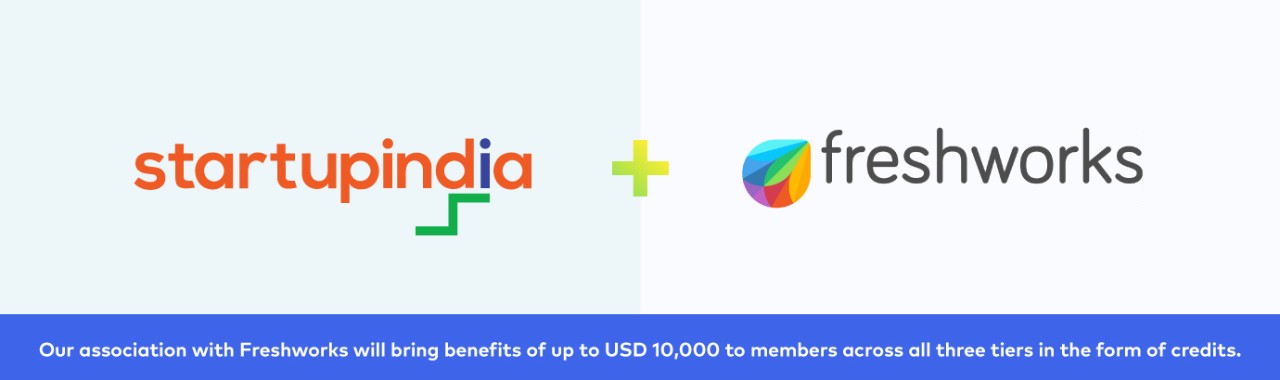 startupindia
freshworks
Our association with Freshworks will bring benefits of up to USD 10,000 to members across all three tiers in the form of credits.